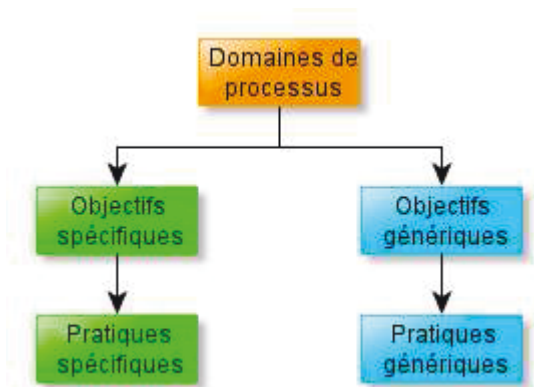 Domaines de
processus
Objectifs
spécifiques
Objectifs
génériques
Pratiques
spécifiques
Pratiques
génériques